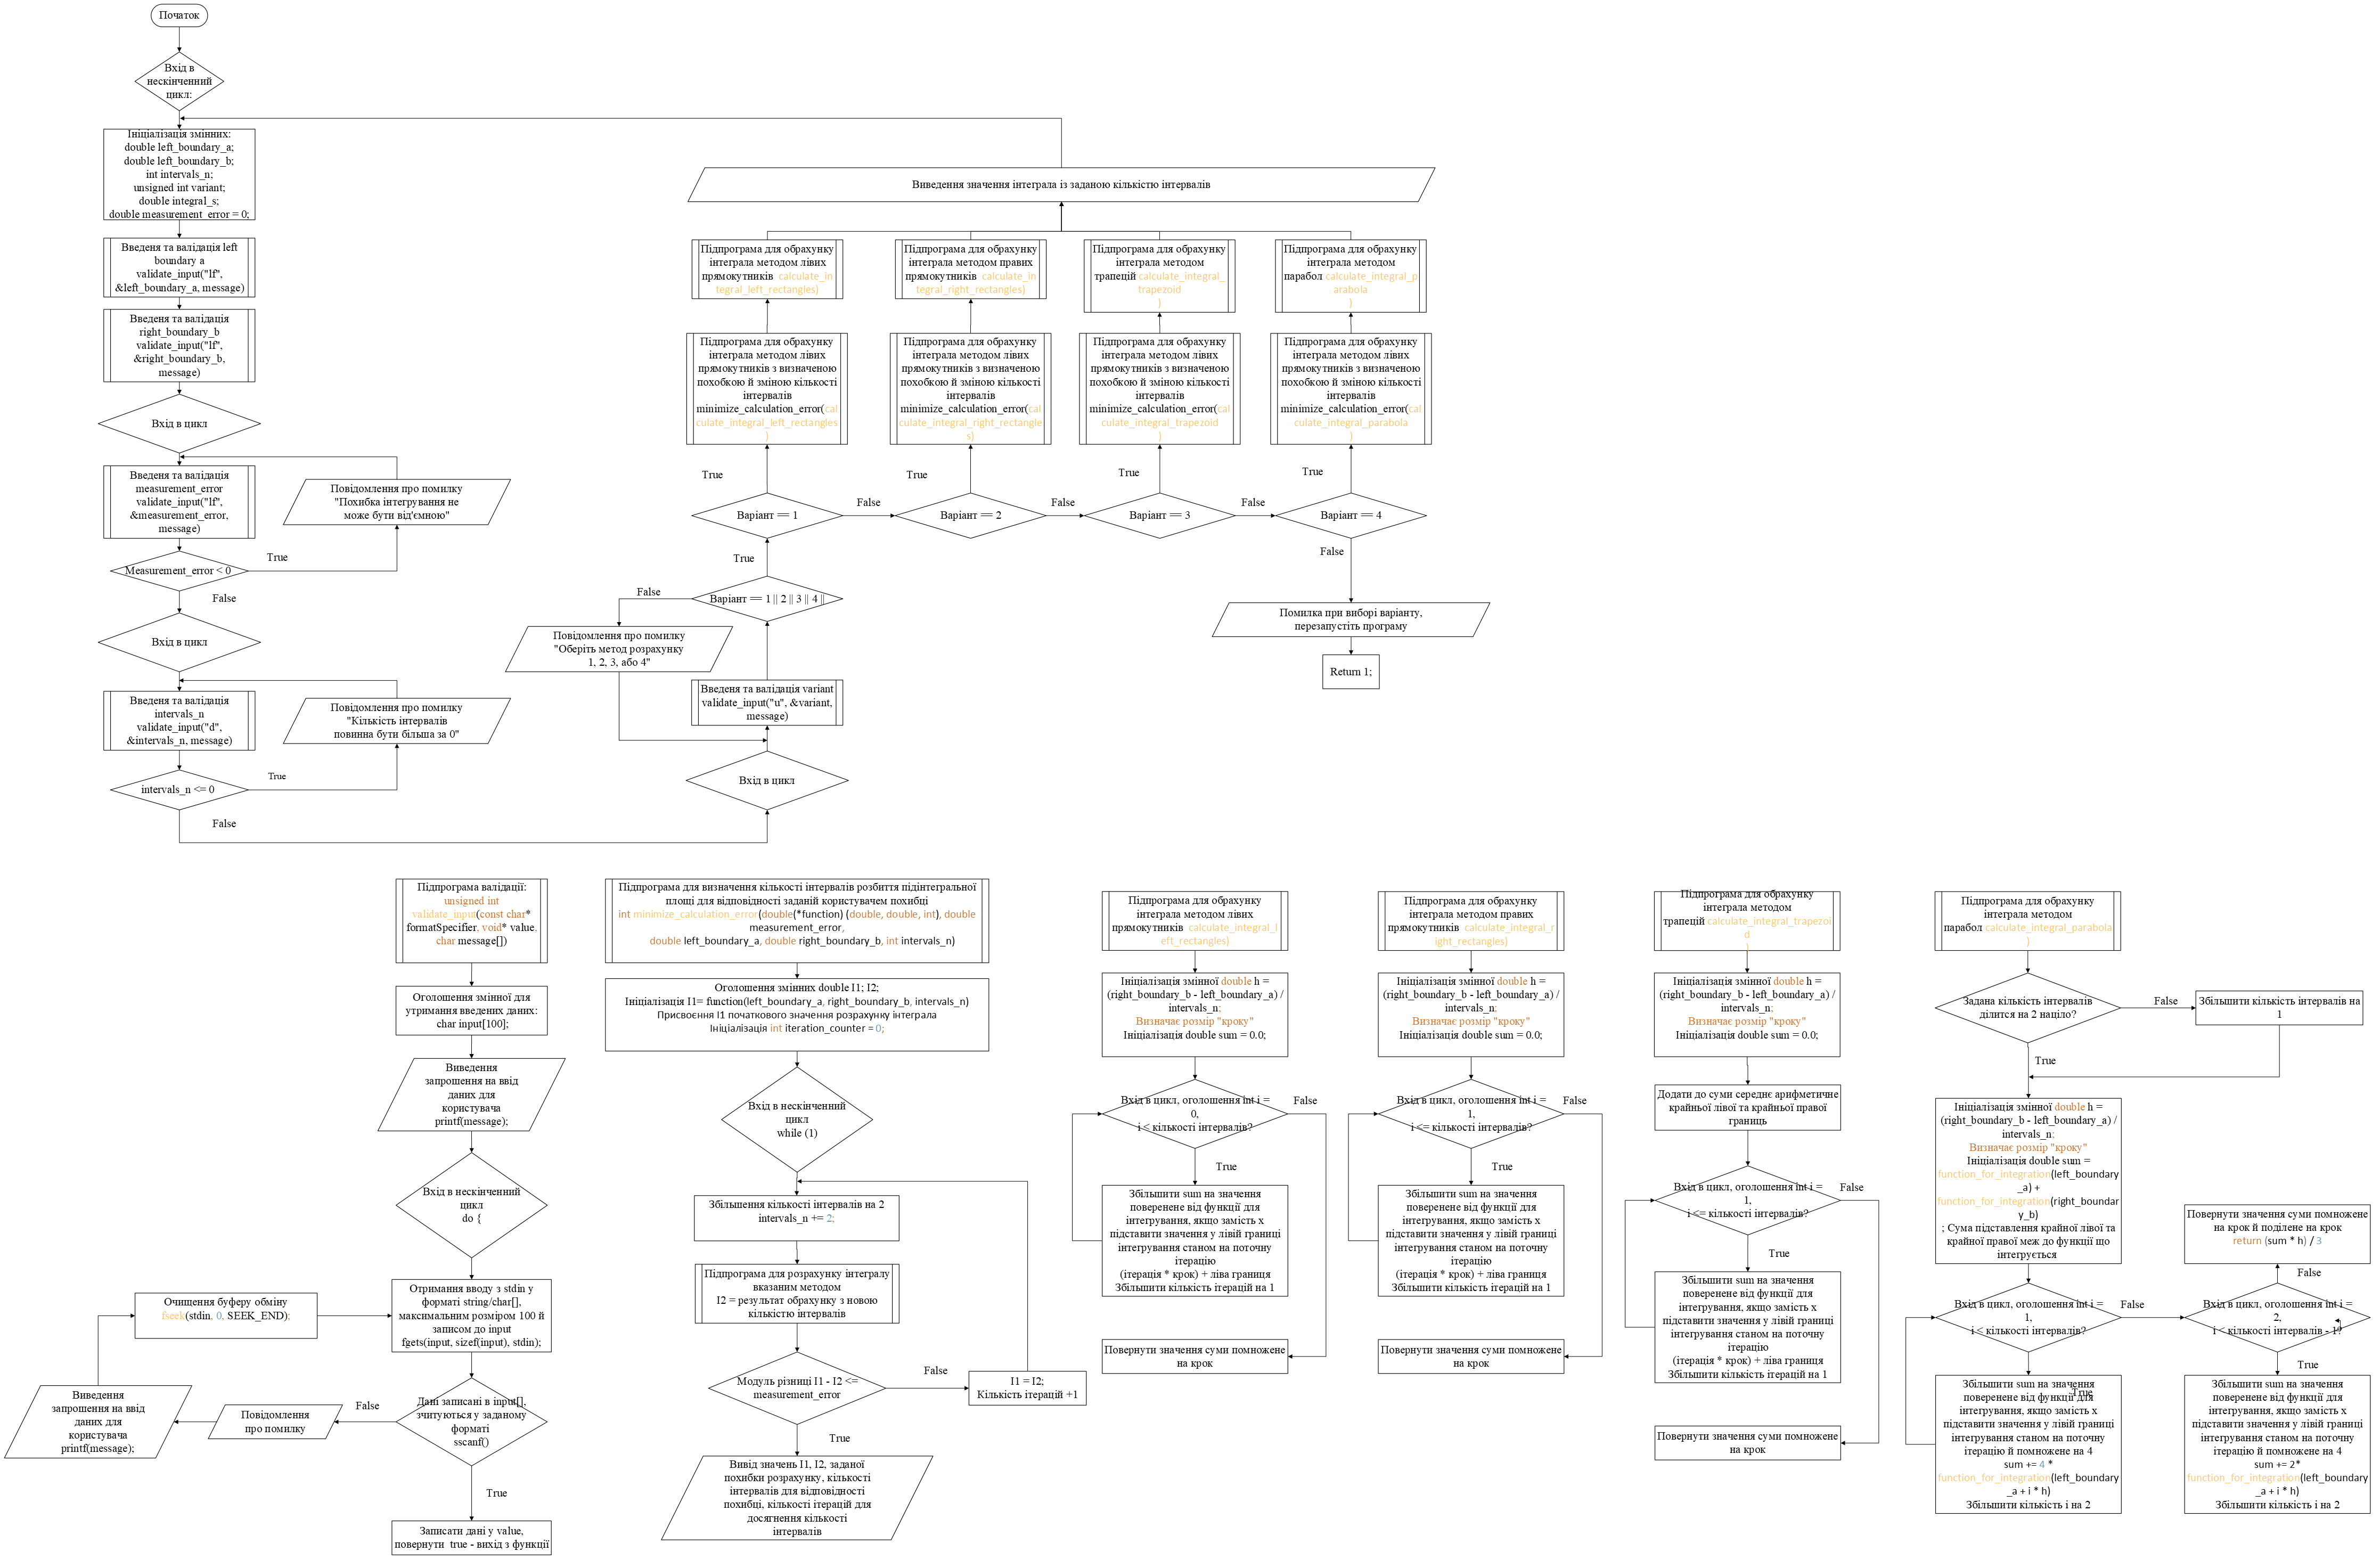 Початок
Вхід в
нескінченний
цикл:
Ініціалізація змінних:
double left_boundary_a;
double left_boundary_b;
int intervals_n;
unsigned int variant;
double integral_s;
double measurement_error = 0;
Введеня та валідація left
boundary a
validate_input("lf",
&left_boundary_a, message)
Введеня та валідація
right_boundary_b
validate_input("lf",
&right_boundary_b,
message)
Вхід в цикл
Введеня та валідація
measurement_error
validate_input("lf",
&measurement_error,
message)
Повідомлення про помилку
"Похибка інтегрування не
може бути від'ємною"
Measurement_error < 0
True
False
Вхід в цикл
Введеня та валідація
intervals_n
validate_input("d",
&intervals_n, message)
Повідомлення про помилку
"Кількість інтервалів
повинна бути більша за 0"
intervals_n <= 0
True
False
Виведення значення інтеграла із заданою кількістю інтервалів
Підпрограма для обрахунку
інтеграла методом лівих
прямокутників calculate_in
tegral_left_rectangles)
Підпрограма для обрахунку
інтеграла методом правих
прямокутників calculate_in
tegral_right_rectangles)
Підпрограма для обрахунку
інтеграла методом
трапецій calculate_integral_
trapezoid
)
Підпрограма для обрахунку
інтеграла методом
парабол calculate_integral_p
arabola
)
Підпрограма для обрахунку
інтеграла методом лівих
прямокутників з визначеною
похобкою й зміною кількості
інтервалів
minimize_calculation_error(cal
culate_integral_left_rectangles
)
Підпрограма для обрахунку
інтеграла методом лівих
прямокутників з визначеною
похобкою й зміною кількості
інтервалів
minimize_calculation_error(cal
culate_integral_right_rectangle
s)
Підпрограма для обрахунку
інтеграла методом лівих
прямокутників з визначеною
похобкою й зміною кількості
інтервалів
minimize_calculation_error(cal
culate_integral_trapezoid
)
Підпрограма для обрахунку
інтеграла методом лівих
прямокутників з визначеною
похобкою й зміною кількості
інтервалів
minimize_calculation_error(cal
culate_integral_parabola
)
True
True
True
True
Варіант == 1
False
Варіант == 2
False
Варіант == 3
False
Варіант == 4
True
False
Варіант == 1 || 2 || 3 || 4 ||
False
Повідомлення про помилку
"Оберіть метод розрахунку
1, 2, 3, або 4"
Помилка при виборі варіанту,
перезапустіть програму
Return 1;
Введеня та валідація variant
validate_input("u", &variant,
message)
Вхід в цикл
Підпрограма валідації:
unsigned int
validate_input(const char*
formatSpecifier, void* value,
char message[])
Оголошення змінної для
утримання введених даних:
char input[100];
Виведення
запрошення на ввід
даних для
користувача
printf(message);
Вхід в нескінченний
цикл
do {
Отримання вводу з stdin у
форматі string/char[],
максимальним розміром 100 й
записом до input
fgets(input, sizef(input), stdin);
Очищення буферу обміну
fseek(stdin, 0, SEEK_END);
Дані записані в input[],
зчитуються у заданому
форматі
sscanf()
False
Повідомлення
про помилку
Виведення
запрошення на ввід
даних для
користувача
printf(message);
True
Записати дані у value,
повернути true - вихід з функції
Підпрограма для визначення кількості інтервалів розбиття підінтегральної
площі для відповідності заданій користувачем похибці
int minimize_calculation_error(double(*function) (double, double, int), double
measurement_error,
double left_boundary_a, double right_boundary_b, int intervals_n)
Оголошення змінних double I1; I2;
Ініціалізація I1= function(left_boundary_a, right_boundary_b, intervals_n)
Присвоєння I1 початкового значення розрахунку інтеграла
Ініціалізація int iteration_counter = 0;
Вхід в нескінченний
цикл
while (1)
Збільшення кількості інтервалів на 2
intervals_n += 2;
Підпрограма для розрахунку інтегралу
вказаним методом
I2 = результат обрахунку з новою
кількістю інтервалів
Модуль різниці I1 - I2 <=
measurement_error
False
I1 = I2;
Кількість ітерацій +1
True
Вивід значень I1, I2, заданої
похибки розрахунку, кількості
інтервалів для відповідності
похибці, кількості ітерацій для
досягнення кількості
інтервалів
Підпрограма для обрахунку
інтеграла методом лівих
прямокутників calculate_integral_l
eft_rectangles)
Ініціалізація змінної double h =
(right_boundary_b - left_boundary_a) /
intervals_n;
Визначає розмір "кроку"
Ініціалізація double sum = 0.0;
Вхід в цикл, оголошення int i =
0,
i < кількості інтервалів?
False
True
Збільшити sum на значення
поверенене від функції для
інтегрування, якщо замість x
підставити значення у лівій границі
інтегрування станом на поточну
ітерацію
(ітерація * крок) + ліва границя
Збільшити кількість ітерацій на 1
Повернути значення суми помножене
на крок
Підпрограма для обрахунку
інтеграла методом правих
прямокутників calculate_integral_r
ight_rectangles)
Ініціалізація змінної double h =
(right_boundary_b - left_boundary_a) /
intervals_n;
Визначає розмір "кроку"
Ініціалізація double sum = 0.0;
Вхід в цикл, оголошення int i =
1,
i <= кількості інтервалів?
False
True
Збільшити sum на значення
поверенене від функції для
інтегрування, якщо замість x
підставити значення у лівій границі
інтегрування станом на поточну
ітерацію
(ітерація * крок) + ліва границя
Збільшити кількість ітерацій на 1
Повернути значення суми помножене
на крок
Підпрограма для обрахунку
інтеграла методом
трапецій calculate_integral_trapezoi
d
)
Ініціалізація змінної double h =
(right_boundary_b - left_boundary_a) /
intervals_n;
Визначає розмір "кроку"
Ініціалізація double sum = 0.0;
Додати до суми середнє арифметичне
крайньої лівої та крайньої правої
границь
Вхід в цикл, оголошення int i =
1,
i <= кількості інтервалів?
False
True
Збільшити sum на значення
поверенене від функції для
інтегрування, якщо замість x
підставити значення у лівій границі
інтегрування станом на поточну
ітерацію
(ітерація * крок) + ліва границя
Збільшити кількість ітерацій на 1
Повернути значення суми помножене
на крок
Підпрограма для обрахунку
інтеграла методом
парабол calculate_integral_parabola
)
Задана кількість інтервалів
ділится на 2 націло?
False
Збільшити кількість інтервалів на
1
True
Ініціалізація змінної double h =
(right_boundary_b - left_boundary_a) /
intervals_n;
Визначає розмір "кроку"
Ініціалізація double sum =
function_for_integration(left_boundary
_a) +
function_for_integration(right_boundar
y_b)
; Сума підставлення крайної лівої та
крайної правої меж до функції що
інтегрується
Повернути значення суми помножене
на крок й поділене на крок
return (sum * h) / 3
False
Вхід в цикл, оголошення int i =
1,
i < кількості інтервалів?
False
Вхід в цикл, оголошення int i =
2,
i < кількості інтервалів - 1?
True
True
Збільшити sum на значення
поверенене від функції для
інтегрування, якщо замість x
підставити значення у лівій границі
інтегрування станом на поточну
ітерацію й помножене на 4
sum += 4 *
function_for_integration(left_boundary
_a + i * h)
Збільшити кількість i на 2
Збільшити sum на значення
поверенене від функції для
інтегрування, якщо замість x
підставити значення у лівій границі
інтегрування станом на поточну
ітерацію й помножене на 4
sum += 2*
function_for_integration(left_boundary
_a + i * h)
Збільшити кількість i на 2